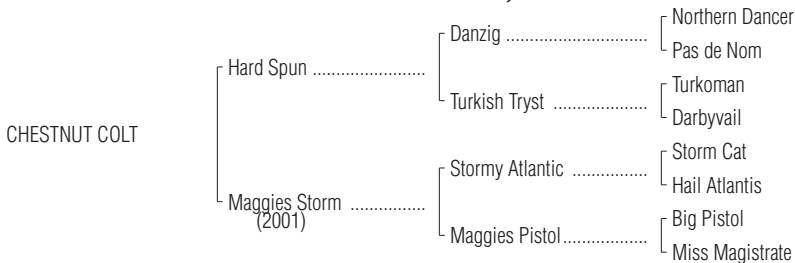 Northern Dancer
Danzig ................................
Pas de Nom
Hard Spun .........................
Turkoman
Turkish Tryst .....................
Darbyvail
CHESTNUT COLT
Storm Cat
Stormy Atlantic .................
Hail Atlantis
Maggies Storm .................
(2001)
Big Pistol
Maggies Pistol...................
Miss Magistrate